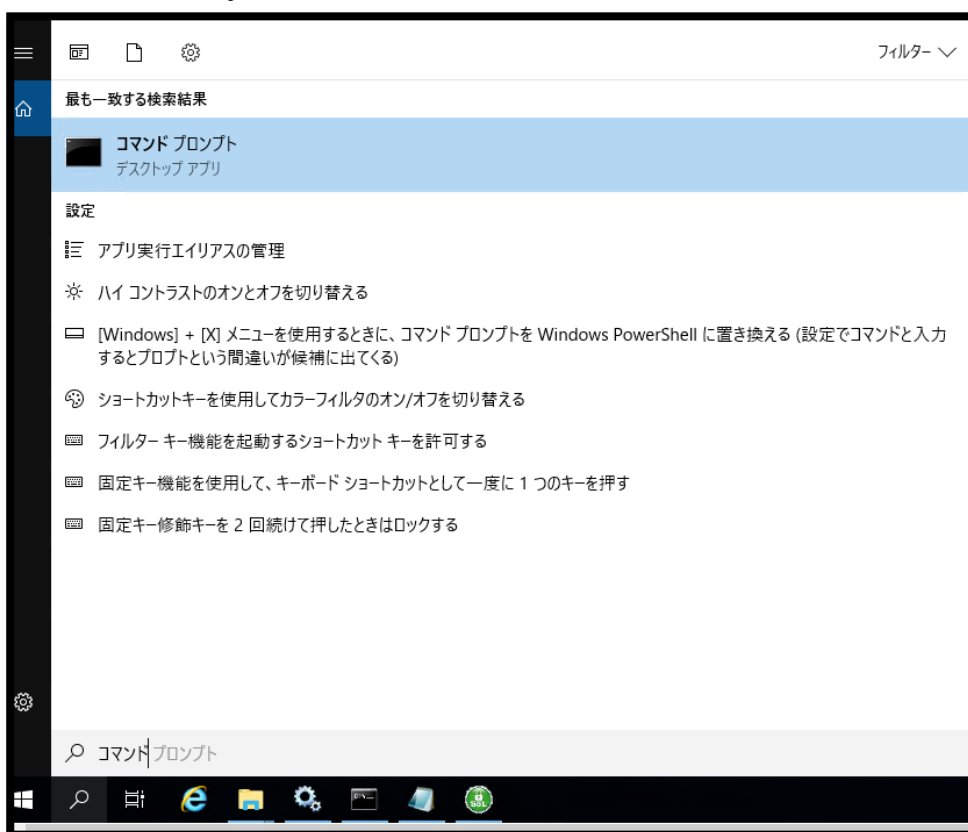 フィルター
最も一致する検索結果
コマンド プロンプト
デスクトップ アプリ
設定
アプリ実行エイリアスの管理
ハイ コントラストのオンとオフを切り替える
[Windows] + [X] メニューを使用するときに、コマンド プロンプトを Windows PowerShell に置き換える (設定でコマンドと入力
するとプロプトという間違いが候補に出てくる)
ショートカットキーを使用してカラーフィルタのオン/オフを切り替える
フィルター キー機能を起動するショートカット キーを許可する
固定キー機能を使用して、キーボード ショートカットとして一度に 1 つのキーを押す
固定キー修飾キーを 2 回続けて押したときはロックする
コマンド プロンプト